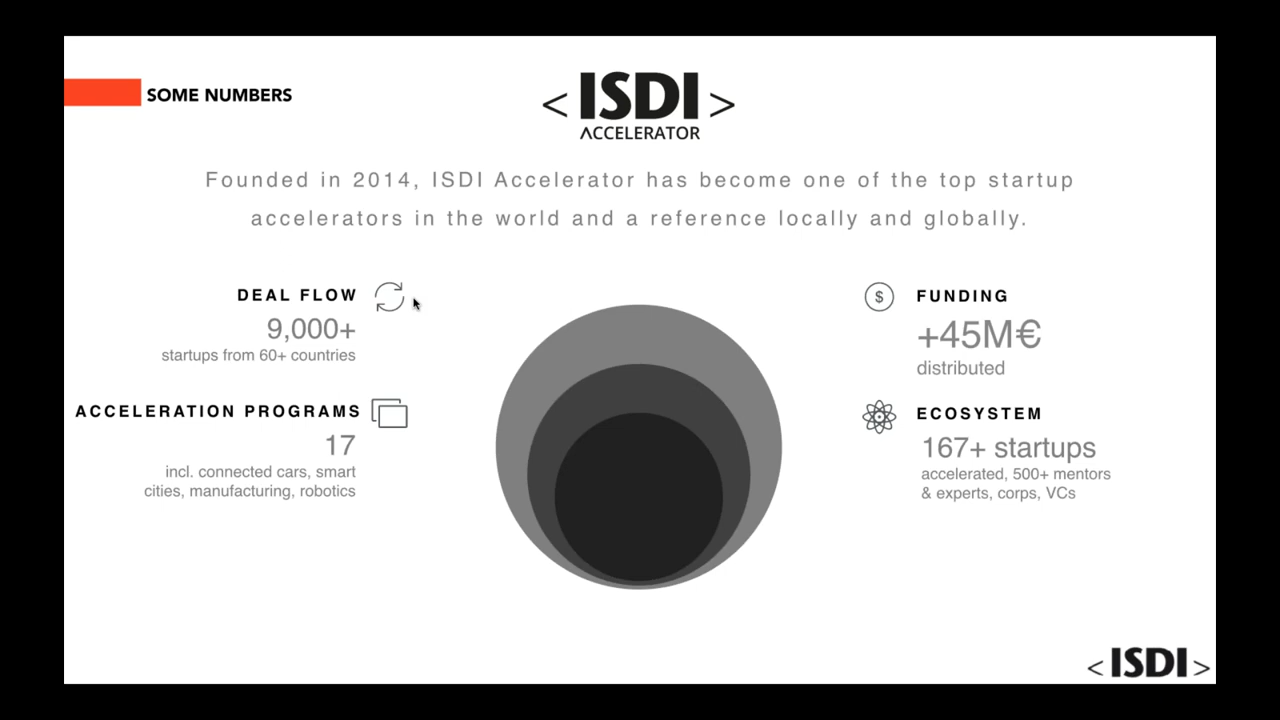 SOME NUMBERS
< ISDI >
ACCELERATOR
Founded in 2014, ISDI Accelerator has become one of the top startup
accelerators in the world and a reference locally and globally.
DEAL FLOW
9,000+
startups from 60+ countries
ACCELERATION PROGRAMS
17
incl. connected cars, smart
cities, manufacturing, robotics
$
FUNDING
+45M€
distributed
ECOSYSTEM
167+ startups
accelerated, 500+ mentors
& experts, corps, VCs
< ISDI >